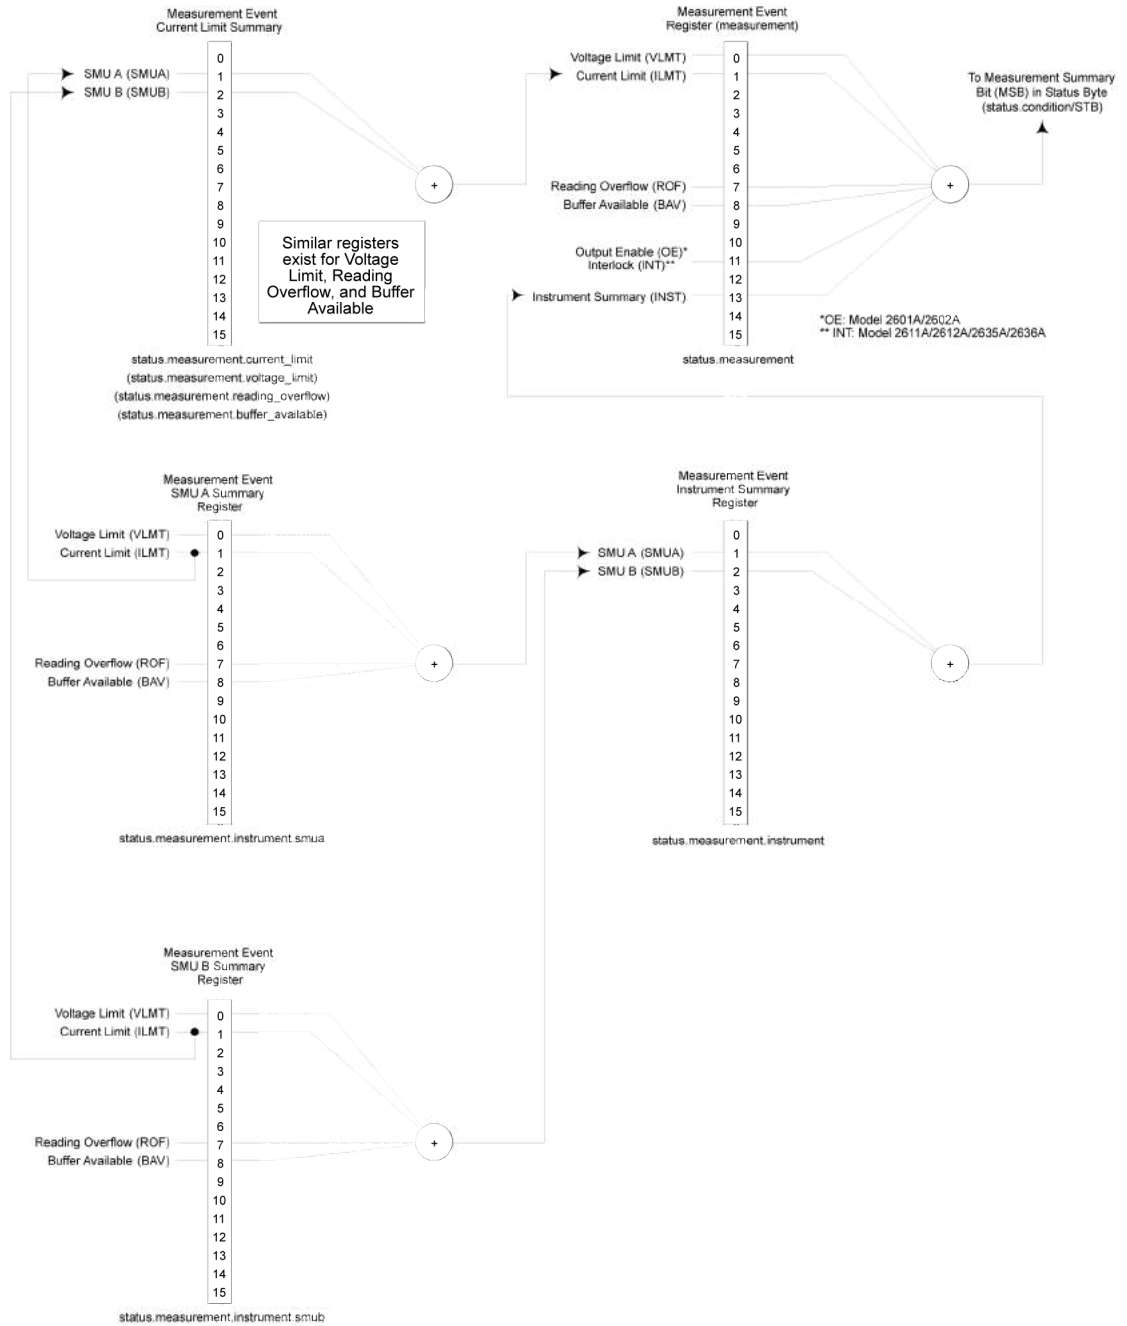 Measurement Event
Current Limit Summary
0
SMU A (SMUA)
1
SMU B (SMUB)
2
3
4
5
6
7
8
9
10
11
12
13
14
15
+
Similar registers
exist for Voltage
Limit, Reading
Overflow, and Buffer
Available
status.measurement.current_limit
(status.measurement.voltage_limit)
(status.measurement.reading_overflow)
(status.measurement.buffer_available)
Measurement Event
Register (measurement)
Voltage Limit (VLMT)
0
Current Limit (ILMT)
1
2
3
4
5
6
Reading Overflow (ROF)
7
Buffer Available (BAV)
8
9
10
Output Enable (OE)*
Interlock (INT)**
11
12
Instrument Summary (INST)
13
14
15
+
To Measurement Summary
Bit (MSB) in Status Byte
(status.condition/STB)
*OE: Model 2601A/2602A
** INT: Model 2611A/2612A/2635A/2636A
status.measurement
Measurement Event
SMU A Summary
Register
Voltage Limit (VLMT)
0
Current Limit (ILMT)
1
2
3
4
5
6
Reading Overflow (ROF)
7
Buffer Available (BAV)
8
9
10
11
12
13
14
15
+
status.measurement.instrument.smua
Measurement Event
Instrument Summary
Register
0
SMU A (SMUA)
1
SMU B (SMUB)
2
3
4
5
6
7
8
9
10
11
12
13
14
15
+
status.measurement.instrument
Measurement Event
SMU B Summary
Register
Voltage Limit (VLMT)
0
Current Limit (ILMT)
1
2
3
4
5
6
Reading Overflow (ROF)
7
Buffer Available (BAV)
8
9
10
11
12
13
14
15
+
status.measurement.instrument.smub